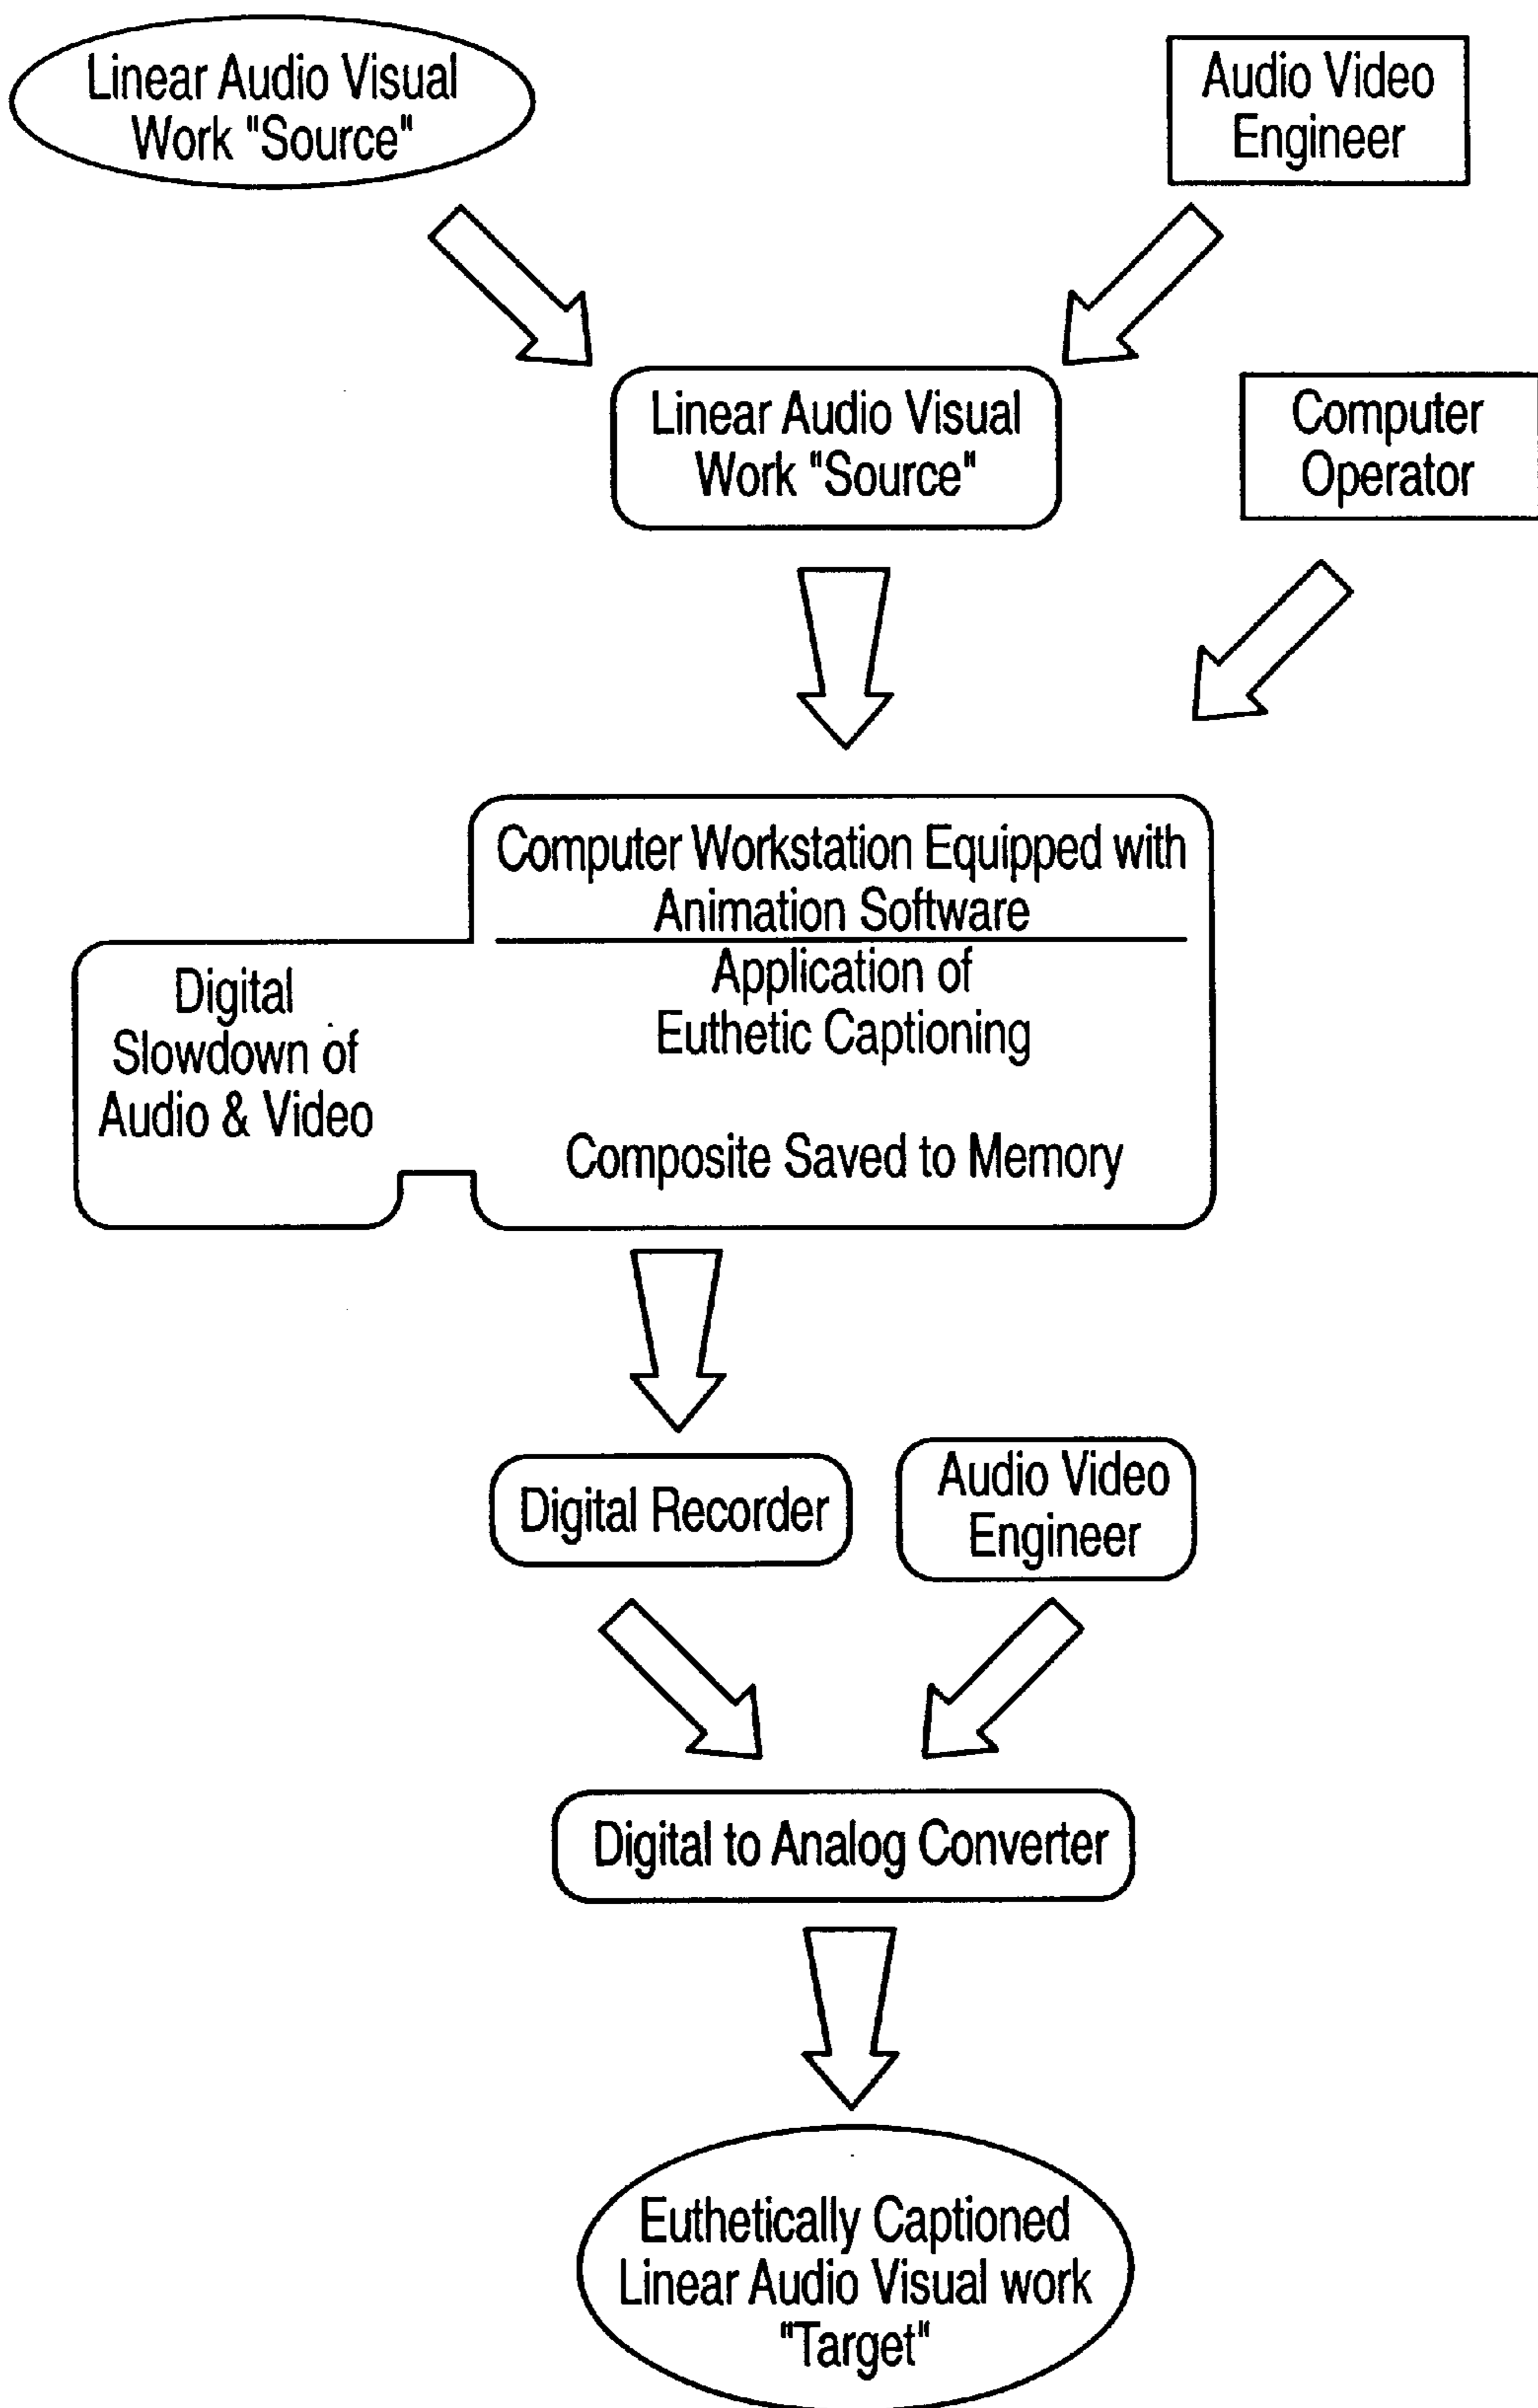 Linear Audio Visual
Work "Source"
Audio Video
Engineer
Linear Audio Visual
Work "Source"
Computer
Operator
Computer Workstation Equipped with
Animation Software
Digital
Slowdown of
Audio & Video
Application of
Euthetic Captioning
Composite Saved to Memory
Digital Recorder
Audio Video
Engineer
Digital to Analog Converter
Euthetically Captioned
Linear Audio Visual work
"Target"